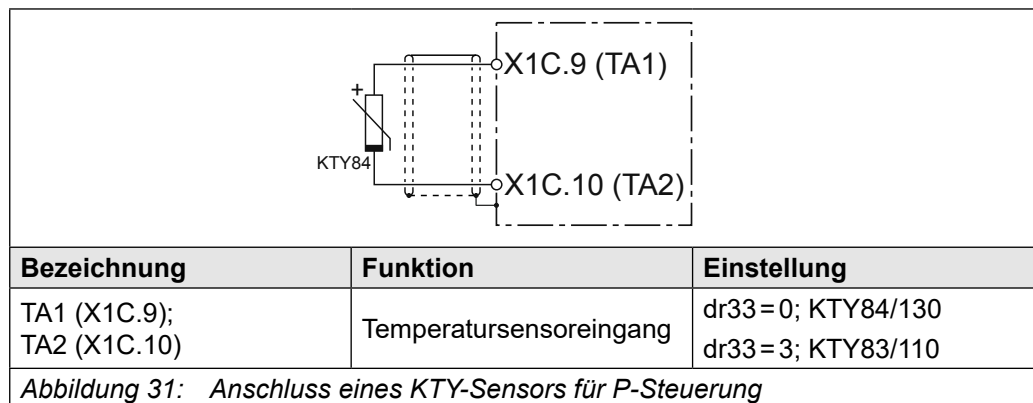 X1C.9 (TA1)
+
KTY84
X1C.10 (TA2)
Bezeichnung
Funktion
Einstellung
TA1 (X1C.9);
TA2 (X1C.10)
Temperatursensoreingang
dr33=0; KTY84/130
dr33=3; KTY83/110
Abbildung 31: Anschluss eines KTY-Sensors für P-Steuerung